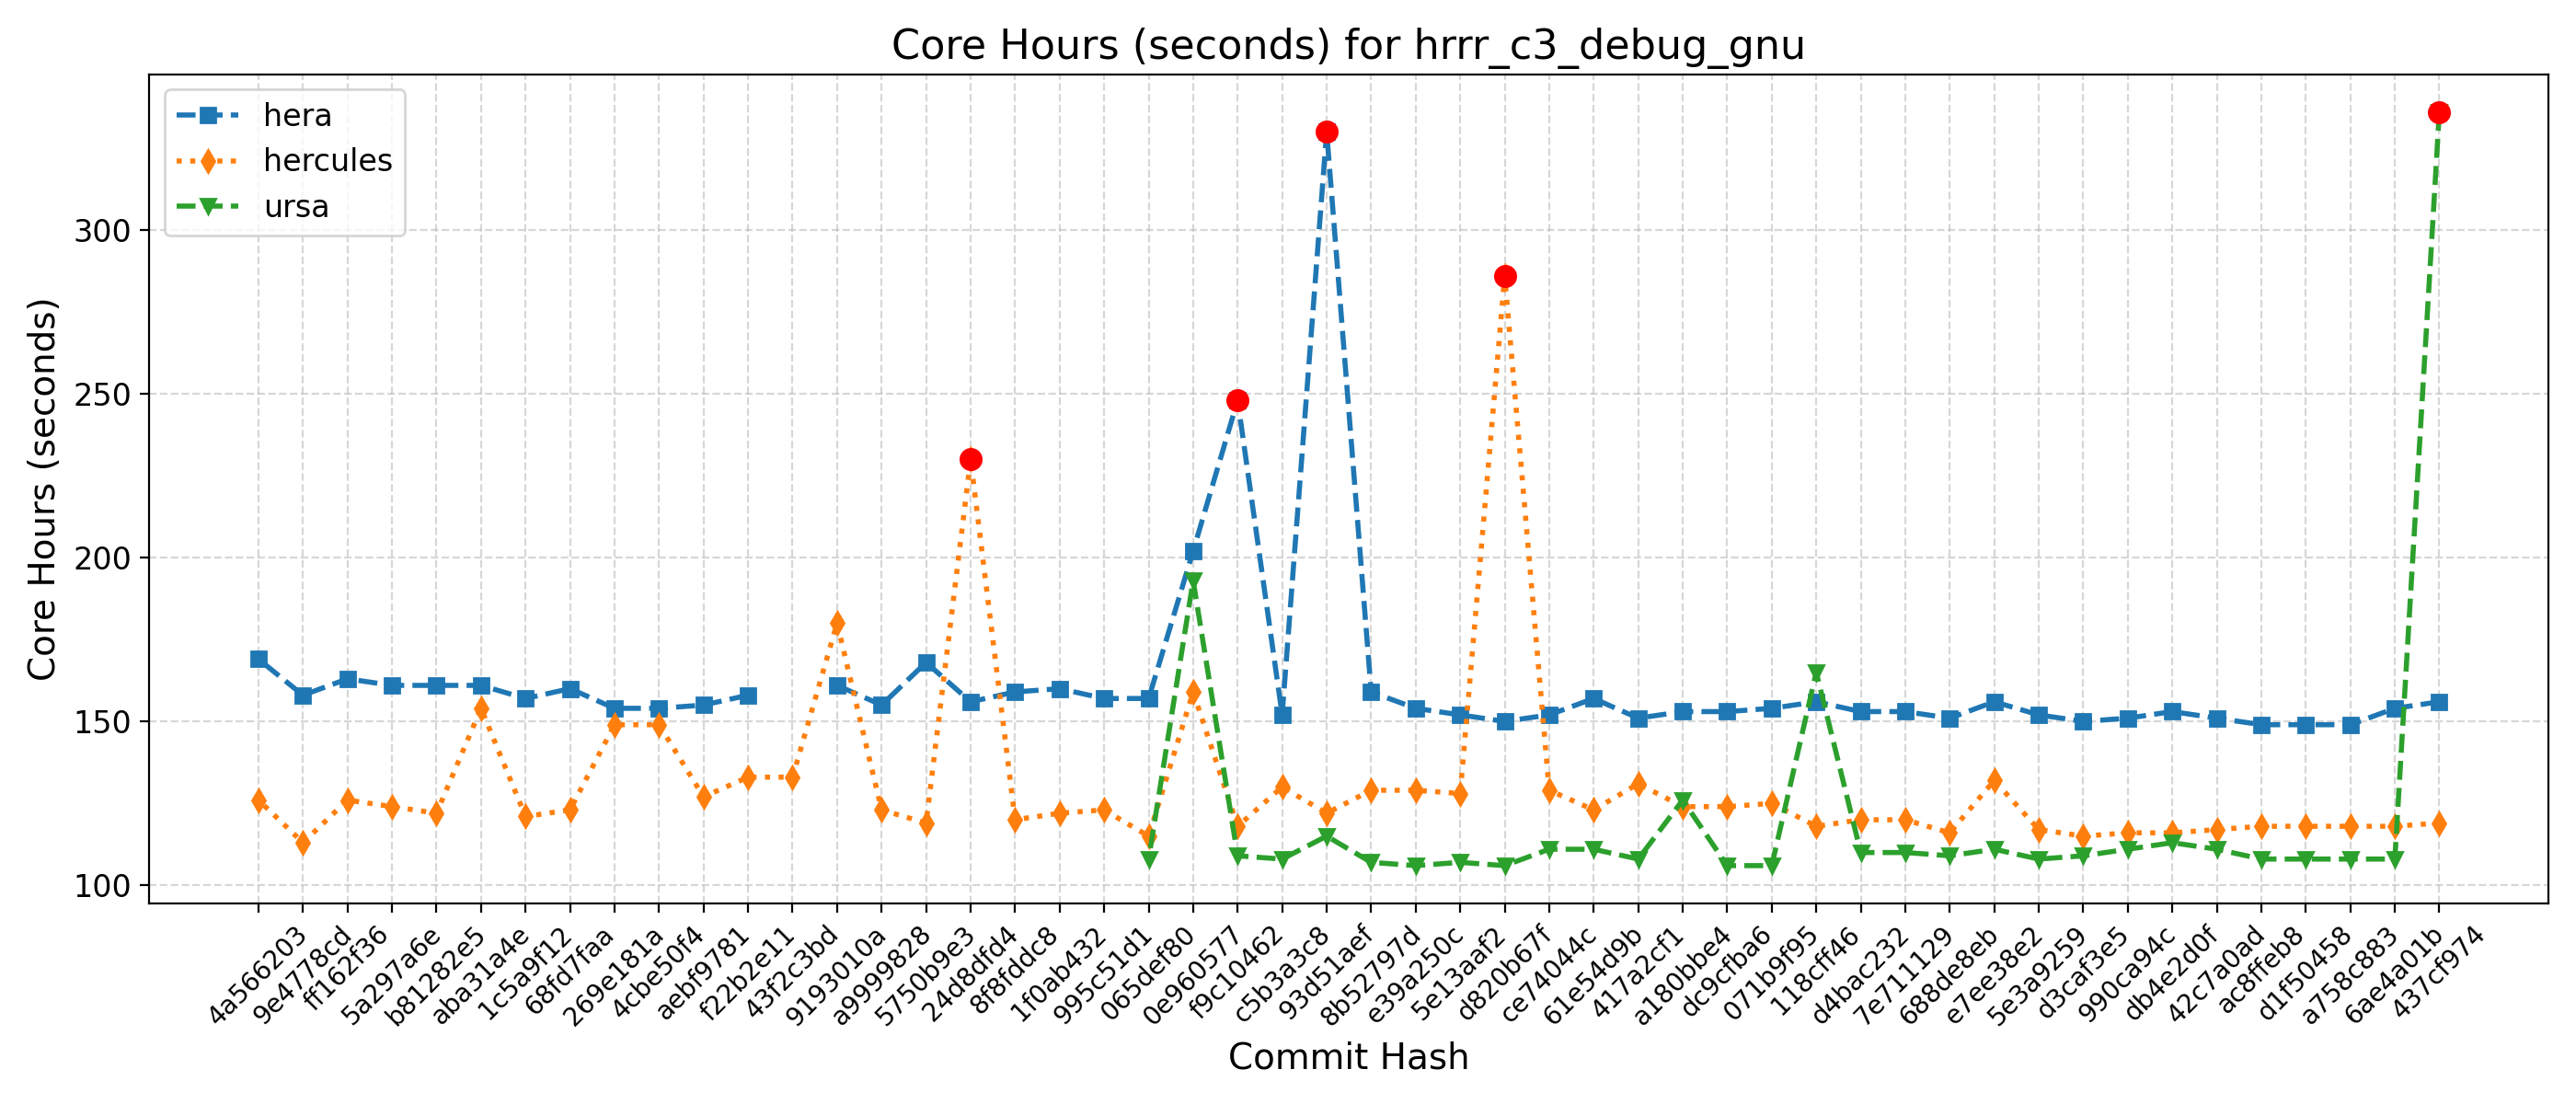 Core Hours (seconds) for hrrr_c3_debug_gnu
hera
hercules
ursa
Core Hours (seconds)
300
250
200
150
100
4a566203
9e4778cd
ff162f36
5a297a6e
b81282e5
aba31a4e
1c5a9f12
68fd7faa
269e181a
4cbe50f4
aebf9781
f22b2e11
43f2c3bd
9193010a
a9999828
5750b9e3
24d8dfd4
8f8fddc8
1f0ab432
995c51d1
065def80
0e960577
f9c10462
c5b3a3c8
93d51aef
8b52797d
e39a250c
5e13aaf2
d820b67f
ce74044c
61e54d9b
417a2cf1
a180bbe4
dc9cfba6
071b9f95
118cff46
d4bac232
7e711129
688de8eb
e7ee38e2
5e3a9259
d3caf3e5
990ca94c
db4e2d0f
42c7a0ad
ac8ffeb8
d1f50458
a758c883
6ae4a01b
437cf974
Commit Hash